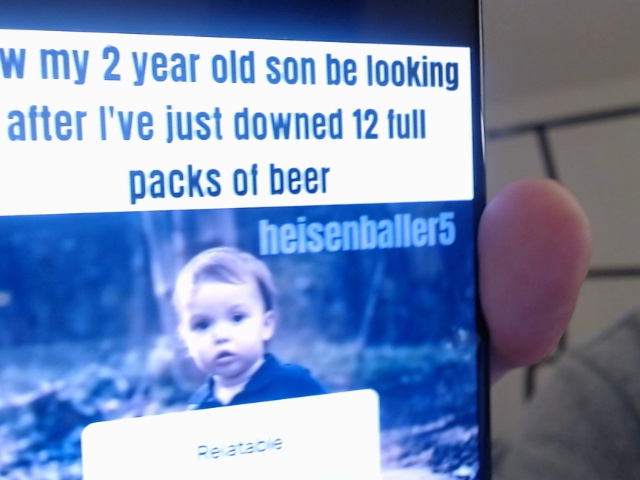 w my 2 year old son be looking
after I've just downed 12 full
packs of beer
heisenballer5
Relatable